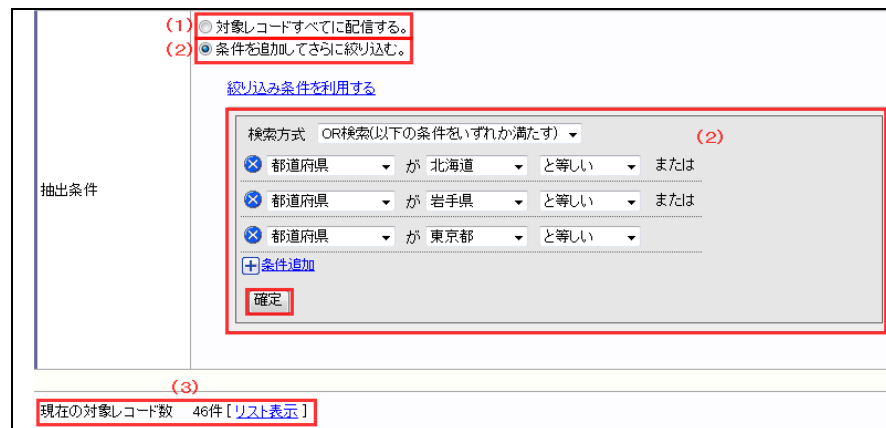 (1) 対象レコードすべてに配信する。
(2) 条件を追加してさらに絞り込む。
絞り込み条件を利用する
検索方式 OR検索(以下の条件をいずれか満たす) (2)
都道府県 が 北海道 と等しい または
抽出条件
都道府県 が 岩手県 と等しい または
都道府県 が 東京都 と等しい
条件追加
確定
(3)
現在の対象レコード数 46件 [ リスト表示 ]